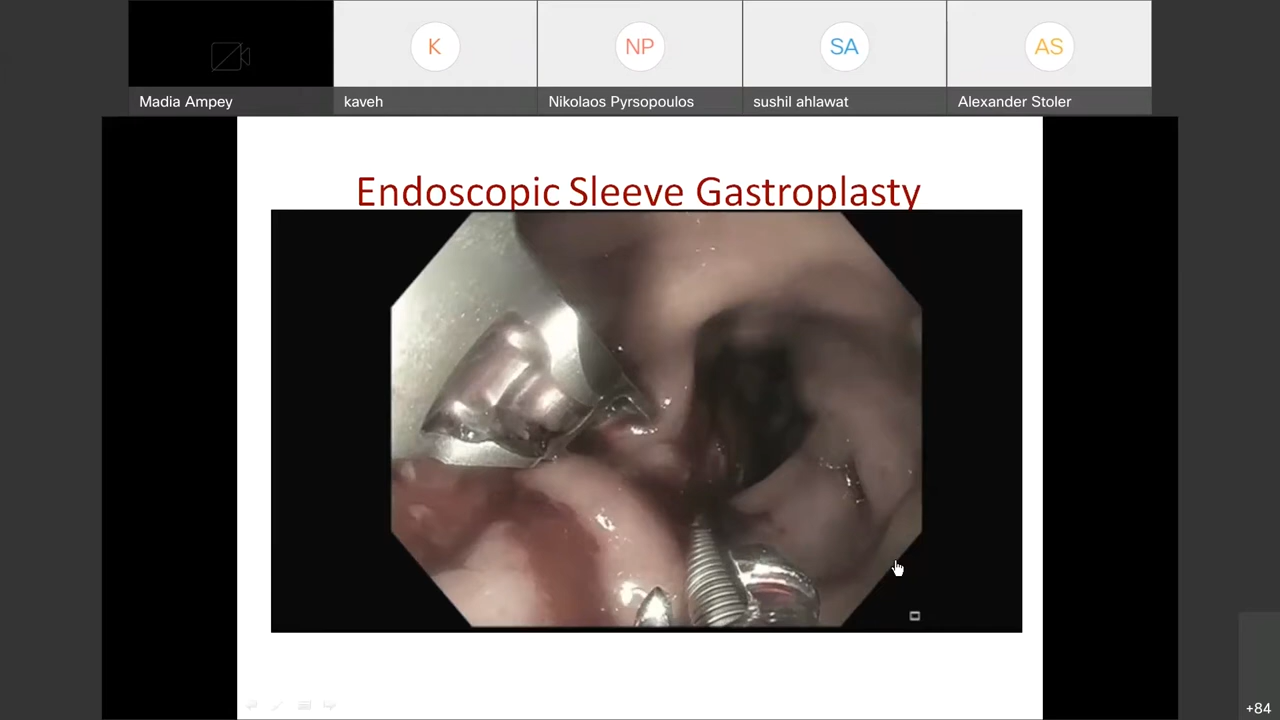 K
NP
SA
AS
Madia Ampey
kaveh
Nikolaos Pyrsopoulos
sushil ahlawat
Alexander Stoler
Endoscopic Sleeve Gastroplasty
+84